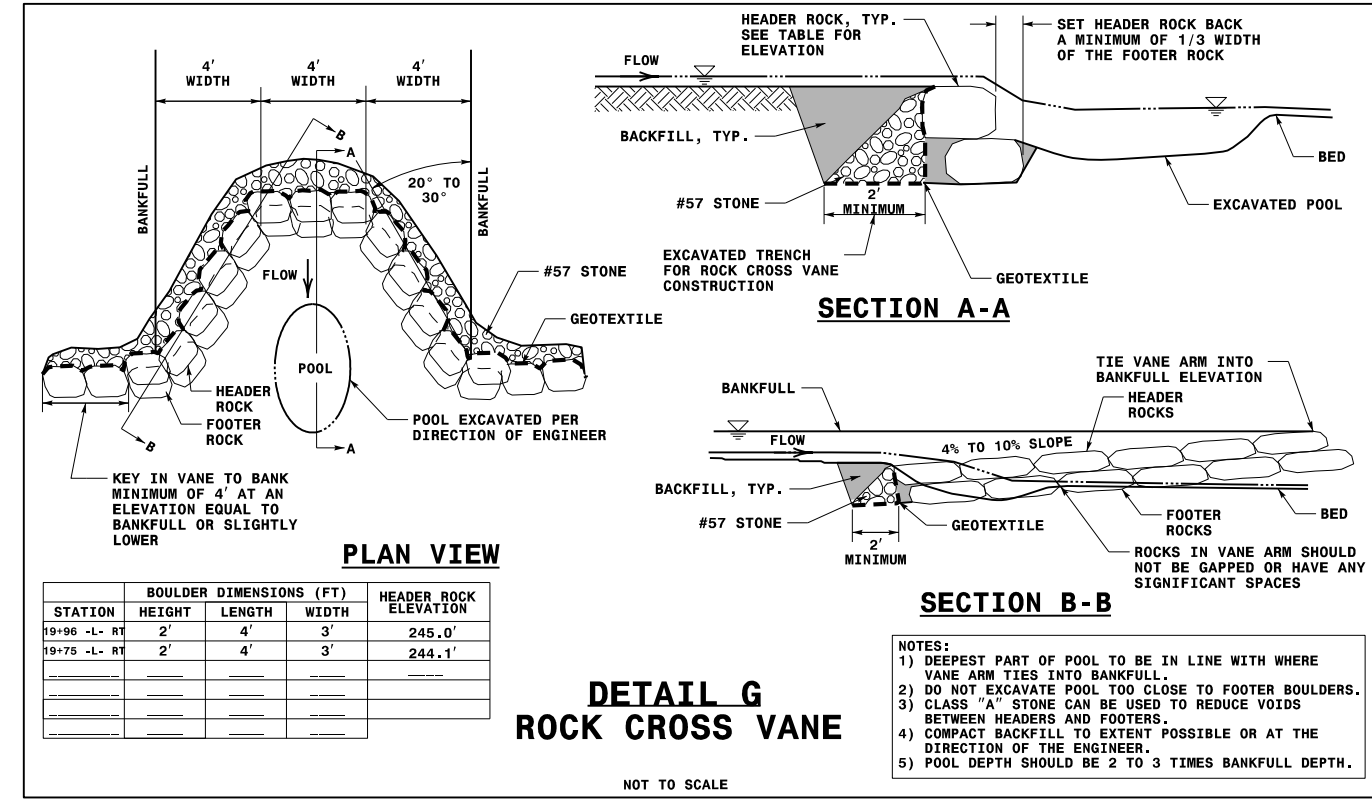 4'
WIDTH
4'
WIDTH
4'
WIDTH
BANKFULL
BANKFULL
B
A
20° TO
30°
FLOW
#57 STONE
GEOTEXTILE
POOL
HEADER
ROCK
FOOTER
ROCK
POOL EXCAVATED PER
DIRECTION OF ENGINEER
B
A
KEY IN VANE TO BANK
MINIMUM OF 4' AT AN
ELEVATION EQUAL TO
BANKFULL OR SLIGHTLY
LOWER
PLAN VIEW
HEADER ROCK, TYP.
SEE TABLE FOR
ELEVATION
SET HEADER ROCK BACK
A MINIMUM OF 1/3 WIDTH
OF THE FOOTER ROCK
FLOW
BACKFILL, TYP.
BED
#57 STONE
2'
MINIMUM
EXCAVATED POOL
EXCAVATED TRENCH
FOR ROCK CROSS VANE
CONSTRUCTION
GEOTEXTILE
SECTION A-A
TIE VANE ARM INTO
BANKFULL ELEVATION
BANKFULL
HEADER
ROCKS
FLOW
4% TO 10% SLOPE
BACKFILL, TYP.
#57 STONE
GEOTEXTILE
FOOTER
ROCKS
BED
2'
MINIMUM
ROCKS IN VANE ARM SHOULD
NOT BE GAPPED OR HAVE ANY
SIGNIFICANT SPACES
SECTION B-B
BOULDER DIMENSIONS (FT) HEADER ROCK
ELEVATION
STATION HEIGHT LENGTH WIDTH
19+96 -L- RT 2' 4' 3' 245.0'
19+75 -L- RT 2' 4' 3' 244.1'
DETAIL G
ROCK CROSS VANE
NOT TO SCALE
NOTES:
1) DEEPEST PART OF POOL TO BE IN LINE WITH WHERE
VANE ARM TIES INTO BANKFULL.
2) DO NOT EXCAVATE POOL TOO CLOSE TO FOOTER BOULDERS.
3) CLASS "A" STONE CAN BE USED TO REDUCE VOIDS
BETWEEN HEADERS AND FOOTERS.
4) COMPACT BACKFILL TO EXTENT POSSIBLE OR AT THE
DIRECTION OF THE ENGINEER.
5) POOL DEPTH SHOULD BE 2 TO 3 TIMES BANKFULL DEPTH.